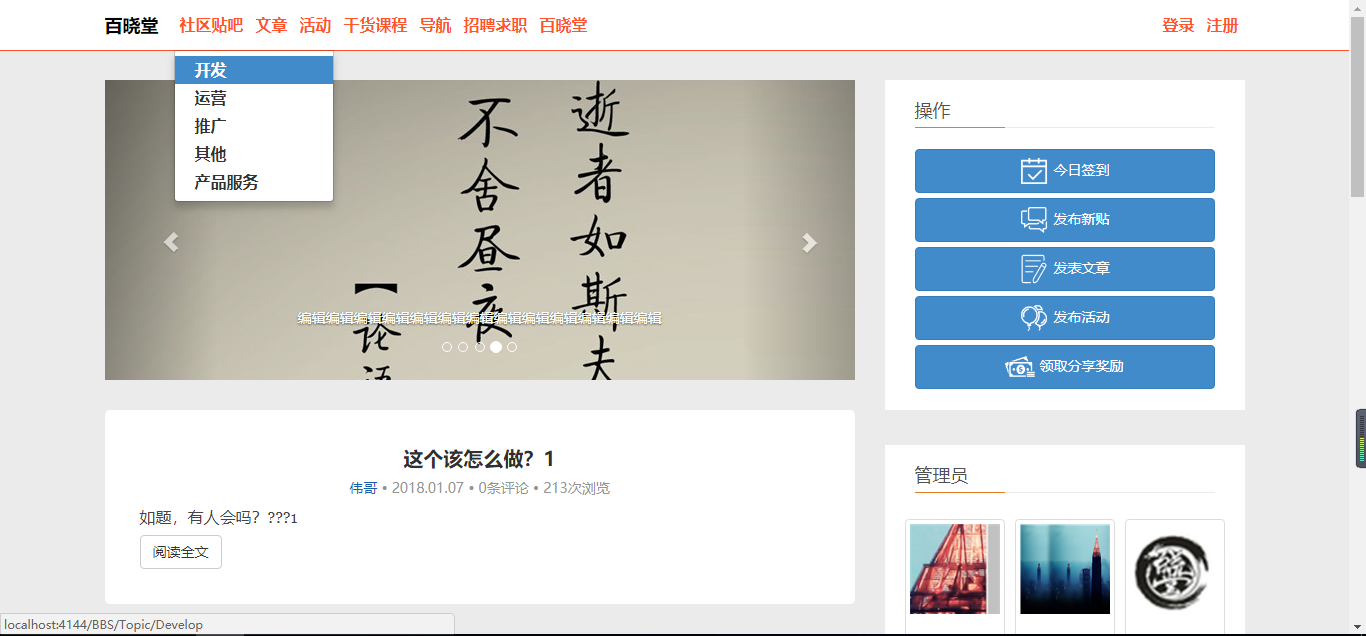 百晓堂 社区贴吧 文章 活动 干货课程 导航 招聘求职 百晓堂 登录 注册
开发
运营
推广
其他
产品服务
逝者如斯夫
不舍昼夜
【论语
编辑编辑编辑编辑编辑编辑编辑编辑编辑编辑编辑编辑编辑
操作
今日签到
发布新贴
发表文章
发布活动
领取分享奖励
这个该怎么做？1
伟哥 • 2018.01.07 • 0条评论 • 213次浏览
如题，有人会吗？???1
阅读全文
管理员
localhost:4144/BBS/Topic/Develop